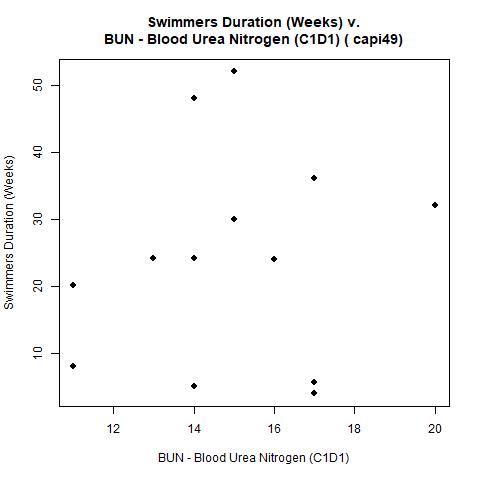 Swimmers Duration (Weeks) v.
BUN - Blood Urea Nitrogen (C1D1) ( capi49)
Swimmers Duration (Weeks)
50
40
30
20
10
12
14
16
18
20
BUN - Blood Urea Nitrogen (C1D1)